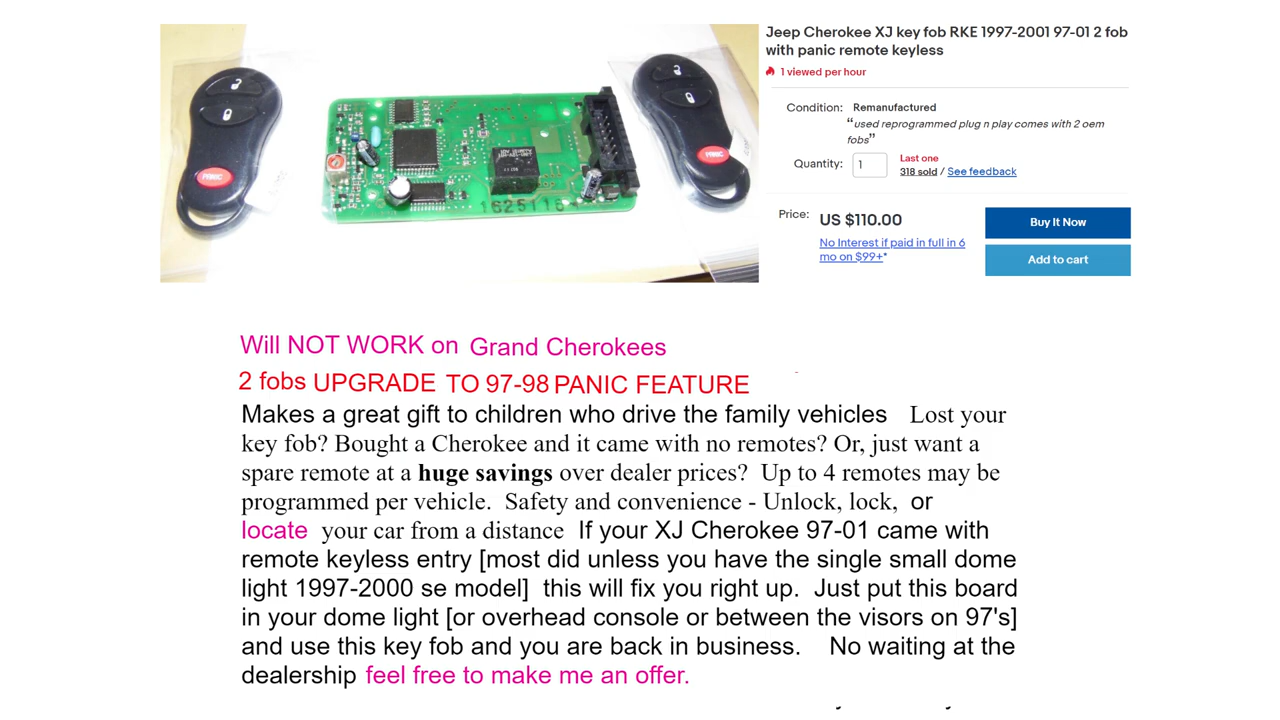 Jeep Cherokee XJ key fob RKE 1997-2001 97-01 2 fob
with panic remote keyless
1 viewed per hour
Condition: Remanufactured
“used reprogrammed plug n play comes with 2 oem
fobs”
Quantity: 1 Last one
318 sold / See feedback
Price: US $110.00 Buy It Now
No Interest if paid in full in 6
mo on $99+*
Add to cart
PANIC
PANIC
1625116
Will NOT WORK on Grand Cherokees
2 fobs UPGRADE TO 97-98 PANIC FEATURE
Makes a great gift to children who drive the family vehicles Lost your
key fob? Bought a Cherokee and it came with no remotes? Or, just want a
spare remote at a huge savings over dealer prices? Up to 4 remotes may be
programmed per vehicle. Safety and convenience - Unlock, lock, or
locate your car from a distance If your XJ Cherokee 97-01 came with
remote keyless entry [most did unless you have the single small dome
light 1997-2000 se model] this will fix you right up. Just put this board
in your dome light [or overhead console or between the visors on 97's]
and use this key fob and you are back in business. No waiting at the
dealership feel free to make me an offer.